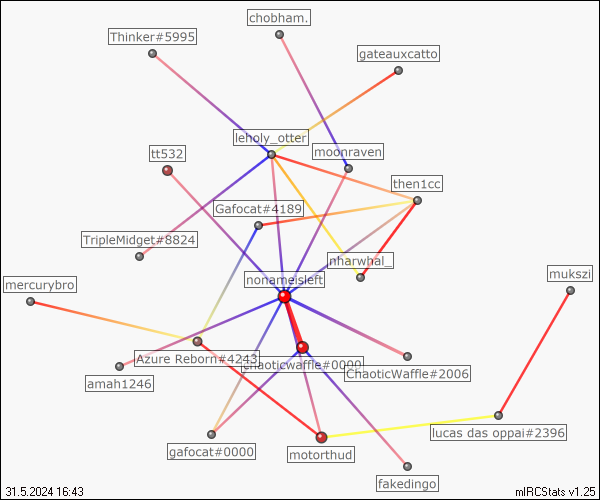 chobham.
Thinker#5995
gateauxcatto
leholy_otter
moonraven
tt532
then1cc
Gafocat#4189
TripleMidget#8824
nharwhal_
nonameisleft
mukszi
mercurybro
Azure Reborn#4243
chaoticwaffle#0000
ChaoticWaffle#2006
amah1246
lucas das oppai#2396
gafocat#0000
motorthud
fakedingo
31.5.2024 16:43
mIRCStats v1.25